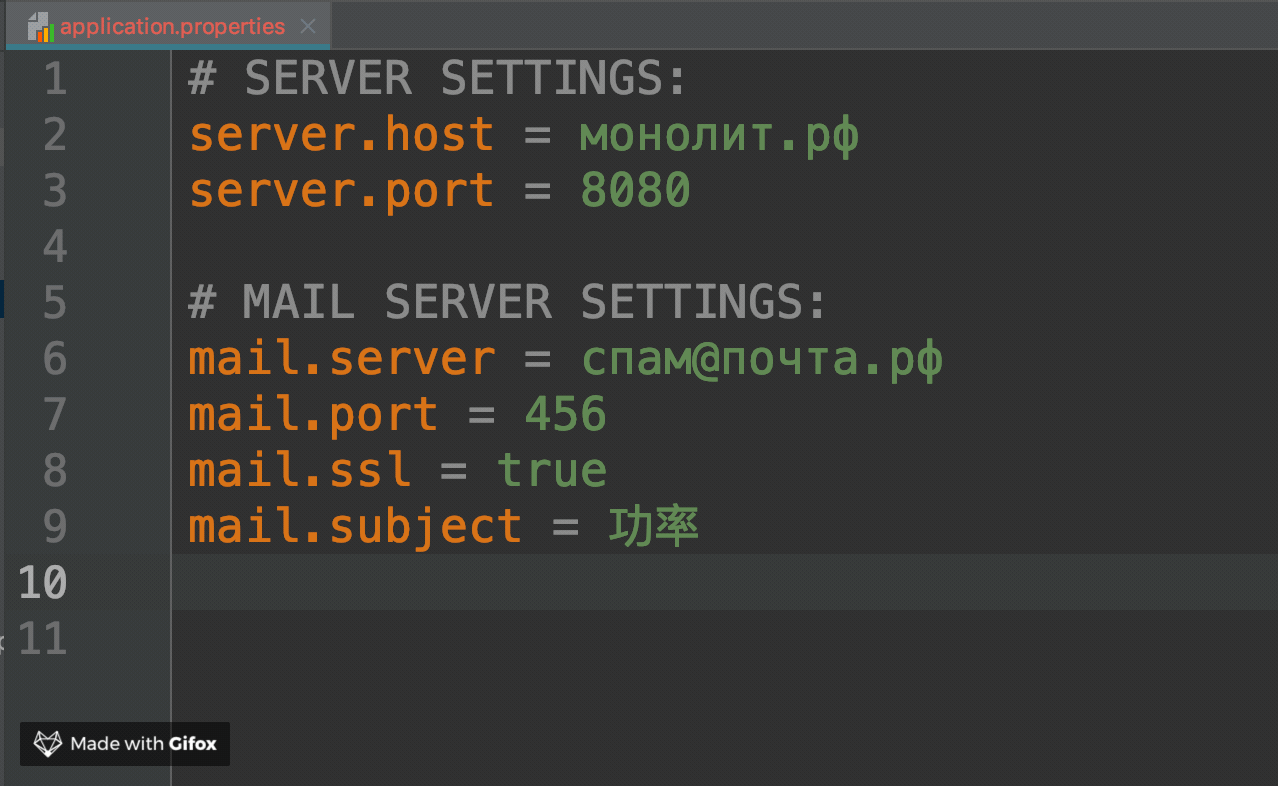 application.properties
1 # SERVER SETTINGS:
2 server.host = монолит.рф
3 server.port = 8080
4
5 # MAIL SERVER SETTINGS:
6 mail.server = спам@почта.рф
7 mail.port = 456
8 mail.ssl = true
9 mail.subject = 功率
10
11
Made with Gifox